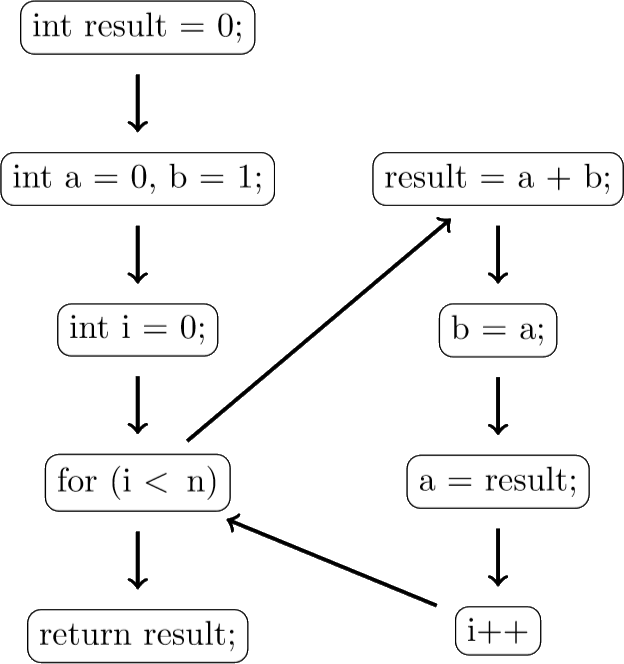 int result = 0;
int a = 0, b = 1;
int i = 0;
for (i < n)
return result;
result = a + b;
b = a;
a = result;
i++